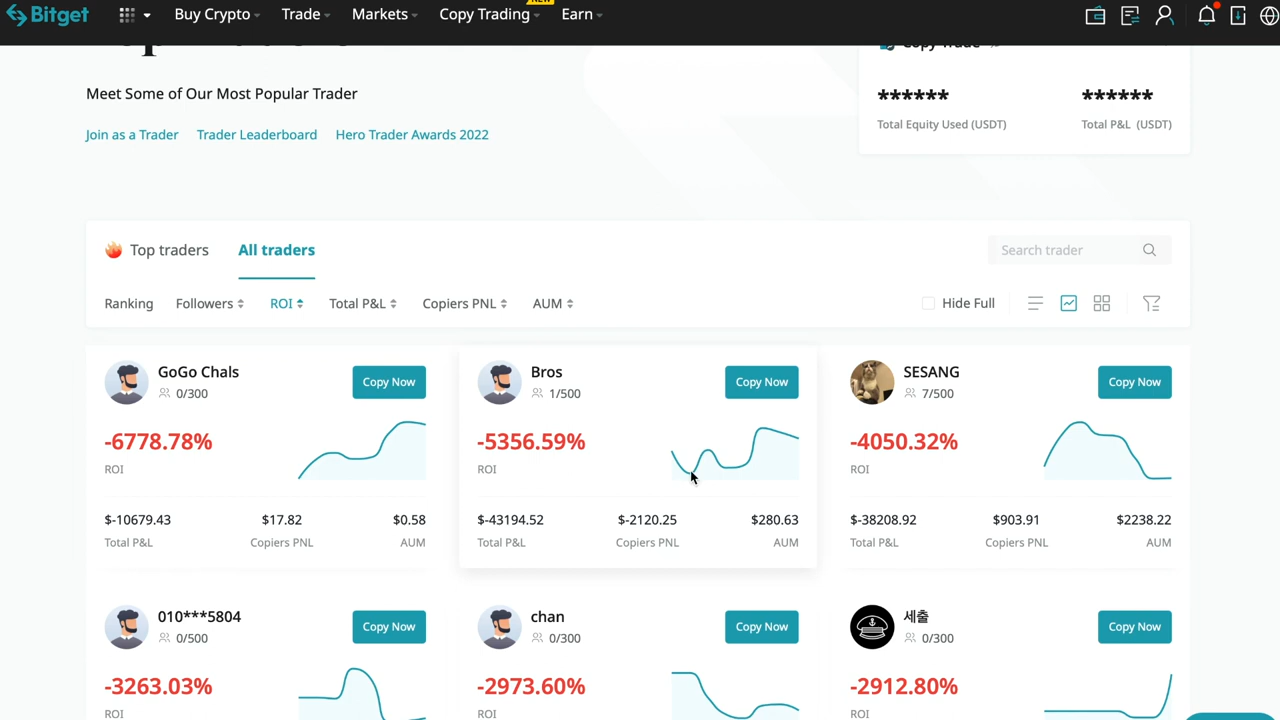 Bitget
Buy Crypto
Trade
Markets
Copy Trading
NEW
Earn
Copy Trade
Meet Some of Our Most Popular Trader
******
******
Total Equity Used (USDT)
Total P&L (USDT)
Join as a Trader
Trader Leaderboard
Hero Trader Awards 2022
Top traders
All traders
Search trader
Ranking
Followers
ROI
Total P&L
Copiers PNL
AUM
Hide Full
GoGo Chals
0/300
Copy Now
-6778.78%
ROI
$-10679.43
$17.82
$0.58
Total P&L
Copiers PNL
AUM
Bros
1/500
Copy Now
-5356.59%
ROI
$-43194.52
$-2120.25
$280.63
Total P&L
Copiers PNL
AUM
SESANG
7/500
Copy Now
-4050.32%
ROI
$-38208.92
$903.91
$2238.22
Total P&L
Copiers PNL
AUM
010***5804
0/500
Copy Now
-3263.03%
ROI
chan
0/300
Copy Now
-2973.60%
ROI
세출
0/300
Copy Now
-2912.80%
ROI